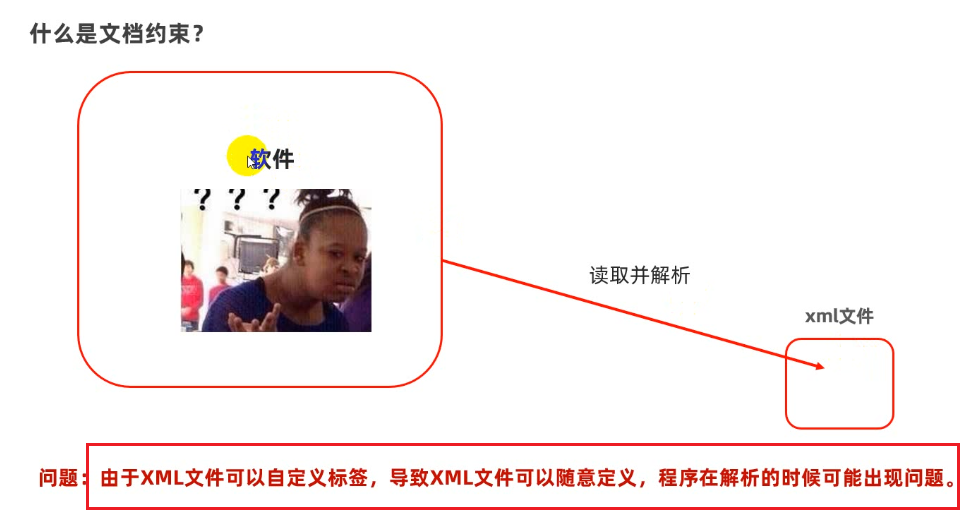 什么是文档约束？
软件
? ? ?
读取并解析
xml文件
问题：由于XML文件可以自定义标签，导致XML文件可以随意定义，程序在解析的时候可能出现问题。